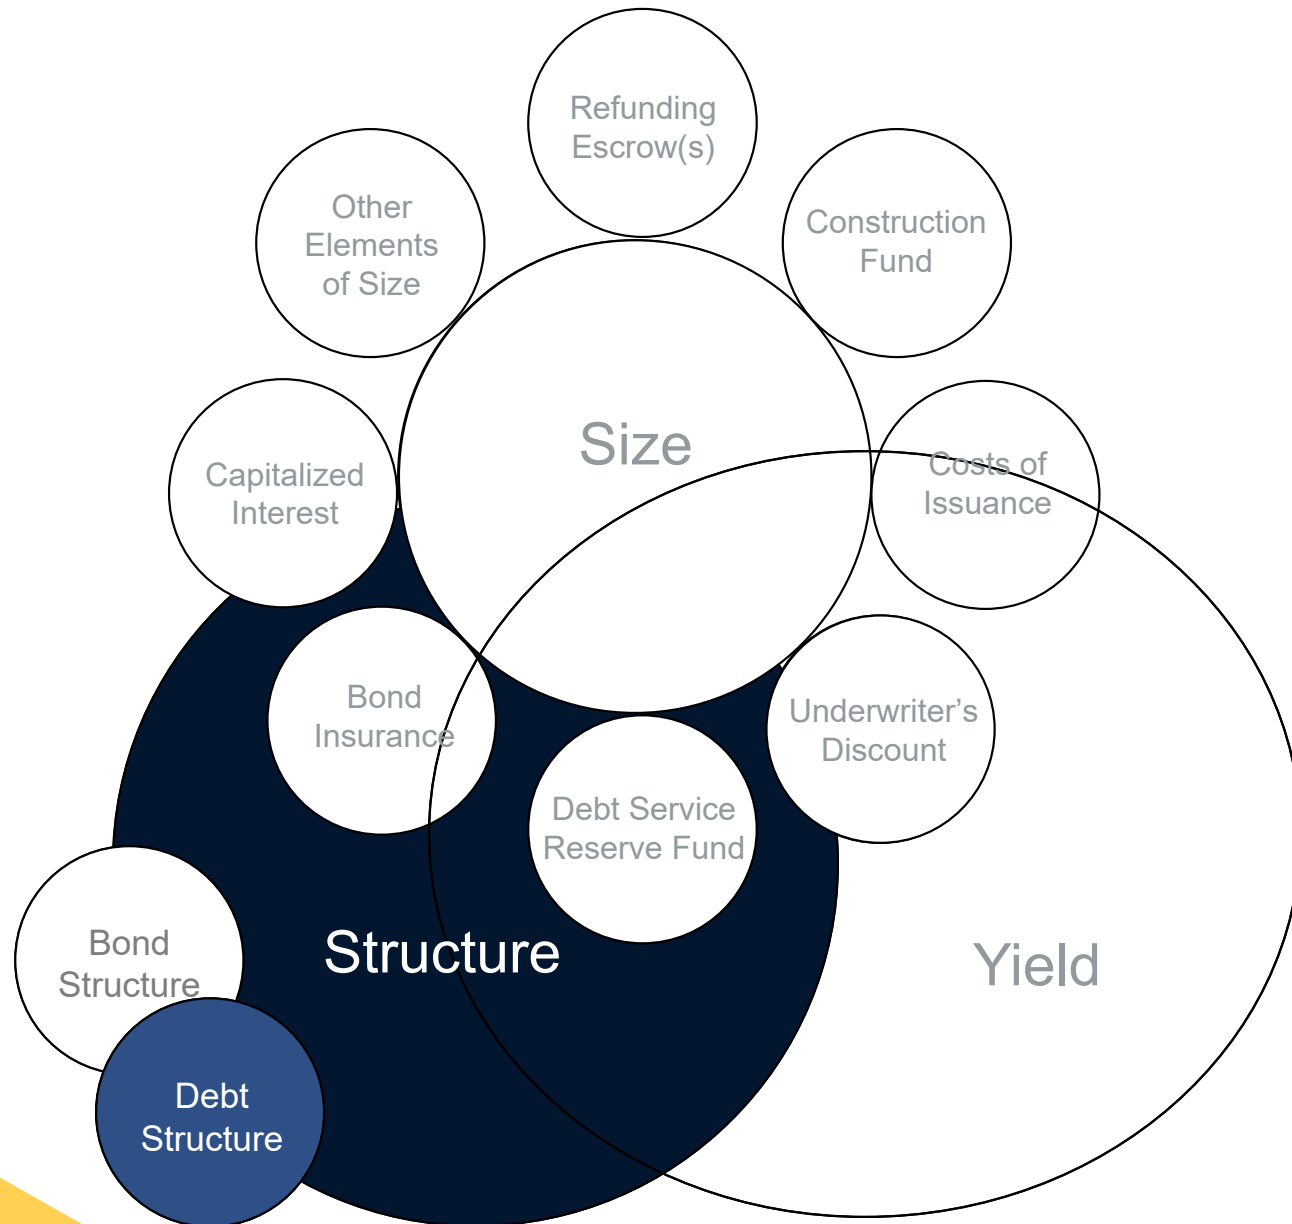 Refunding
Escrow(s)
Other
Elements
of Size
Construction
Fund
Size
Capitalized
Interest
Costs of
Issuance
Bond
Insurance
Underwriter’s
Discount
Debt Service
Reserve Fund
Structure
Yield
Bond
Structure
Debt
Structure